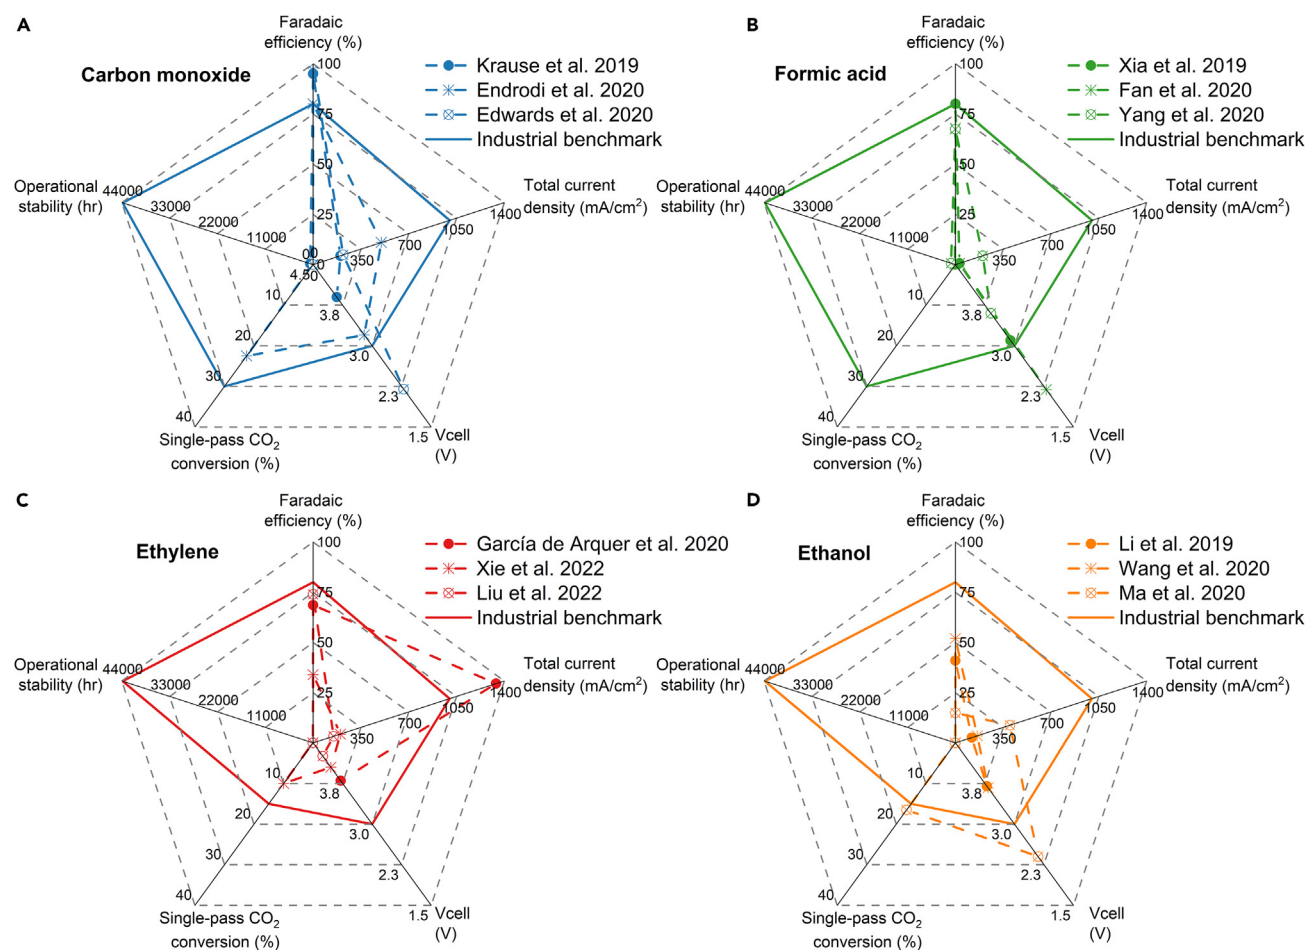 A
Faradaic
efficiency (%)
Carbon monoxide
Krause et al. 2019
Endrodi et al. 2020
Edwards et al. 2020
Industrial benchmark
100
75
50
25
0
Operational
stability (hr)
44000
33000
22000
11000
0
Total current
density (mA/cm²)
1400
1050
700
350
0
4.5
3.8
3.0
2.3
1.5
Vcell
(V)
0
10
20
30
40
Single-pass CO₂
conversion (%)
B
Faradaic
efficiency (%)
Formic acid
Xia et al. 2019
Fan et al. 2020
Yang et al. 2020
Industrial benchmark
100
75
50
25
Operational
stability (hr)
44000
33000
22000
11000
Total current
density (mA/cm²)
1400
1050
700
350
3.8
3.0
2.3
1.5
Vcell
(V)
10
20
30
40
Single-pass CO₂
conversion (%)
C
Faradaic
efficiency (%)
Ethylene
García de Arquer et al. 2020
Xie et al. 2022
Liu et al. 2022
Industrial benchmark
100
75
50
25
Operational
stability (hr)
44000
33000
22000
11000
Total current
density (mA/cm²)
1400
1050
700
350
3.8
3.0
2.3
1.5
Vcell
(V)
10
20
30
40
Single-pass CO₂
conversion (%)
D
Faradaic
efficiency (%)
Ethanol
Li et al. 2019
Wang et al. 2020
Ma et al. 2020
Industrial benchmark
100
75
50
25
Operational
stability (hr)
44000
33000
22000
11000
Total current
density (mA/cm²)
1400
1050
700
350
3.8
3.0
2.3
1.5
Vcell
(V)
10
20
30
40
Single-pass CO₂
conversion (%)